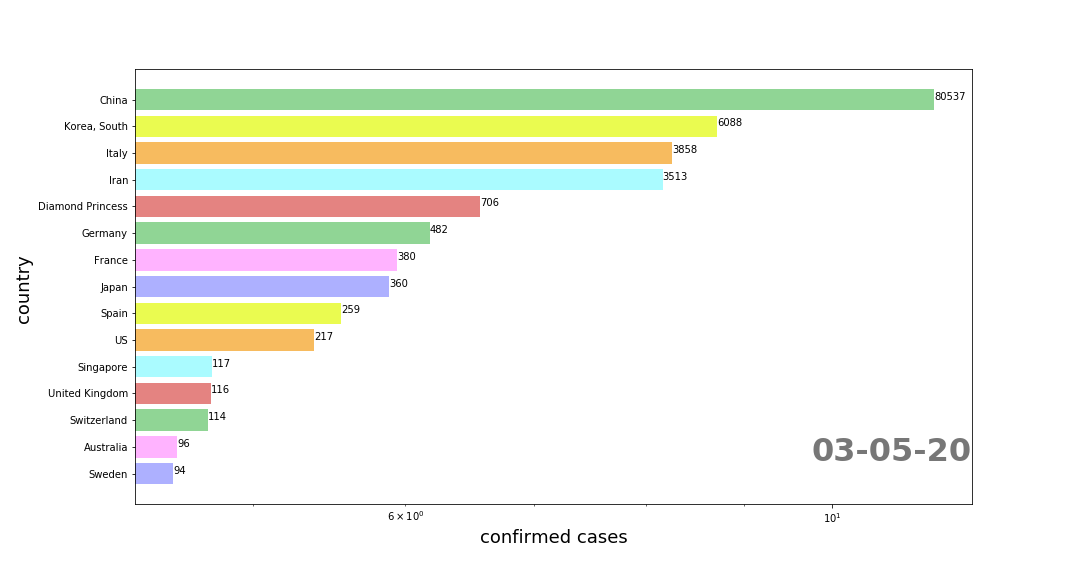 China 80537
Korea, South 6088
Italy 3858
Iran 3513
Diamond Princess 706
Germany 482
France 380
Japan 360
Spain 259
US 217
Singapore 117
United Kingdom 116
Switzerland 114
Australia 96
Sweden 94
03-05-20
country
6 × 10⁰ 10¹
confirmed cases